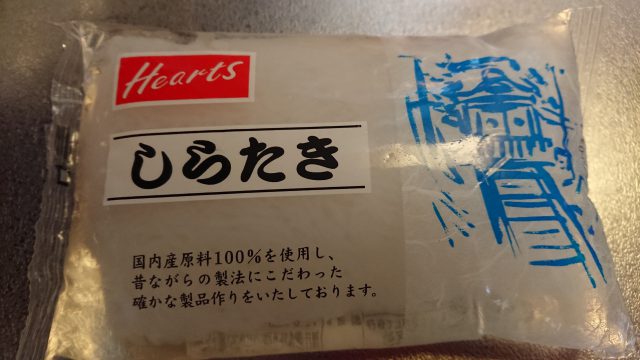 Hearts
しらたき
国内産原料100%を使用し、
昔ながらの製法にこだわった
確かな製品作りをいたしております。